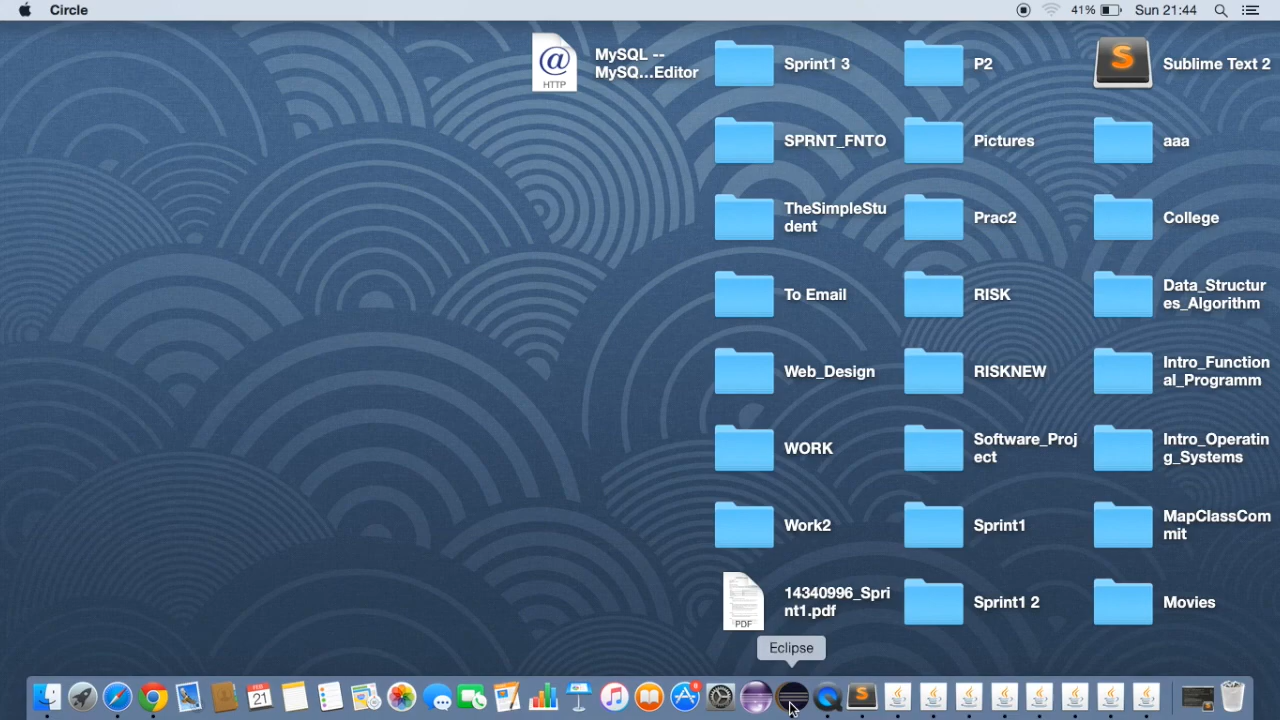 Circle
41%
Sun 21:44
MySQL --
MySQ...Editor
HTTP
Sprint1 3
P2
S
Sublime Text 2
SPRNT_FNTO
Pictures
aaa
TheSimpleStu
dent
Prac2
College
To Email
RISK
Data_Structur
es_Algorithm
Web_Design
RISKNEW
Intro_Function
al_Programm
WORK
Software_Proj
ect
Intro_Operatin
g_Systems
Work2
Sprint1
MapClassCom
mit
14340996_Spri
nt1.pdf
PDF
Sprint1 2
Movies
Eclipse
FEB
21